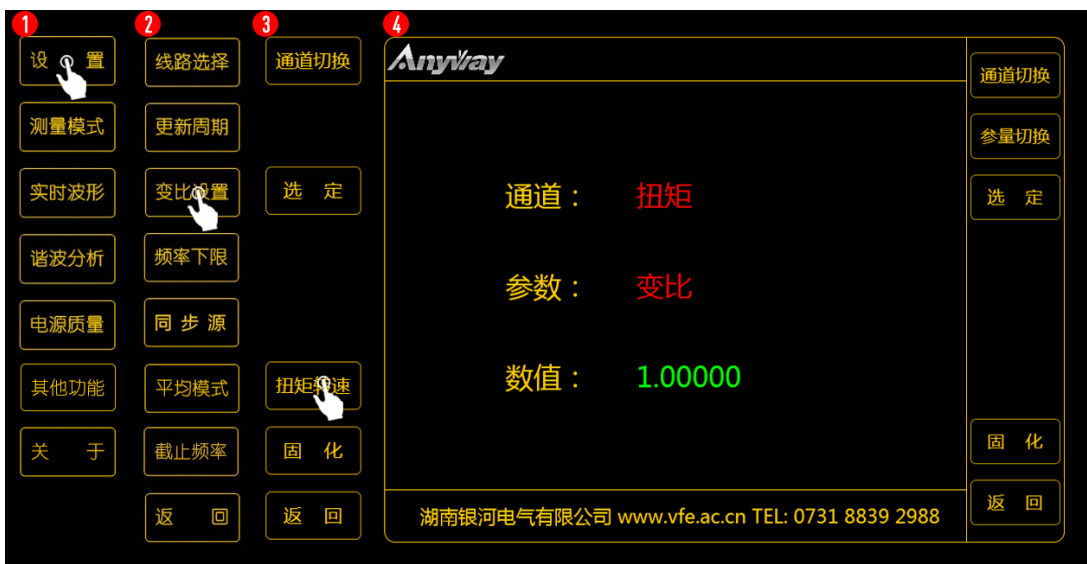 1
设 置
测量模式
实时波形
谐波分析
电源质量
其他功能
关 于
2
线路选择
更新周期
变比设置
频率下限
同 步 源
平均模式
截止频率
返 回
3
通道切换
选 定
扭矩转速
固 化
返 回
4
Anyway
通道： 扭矩
参数： 变比
数值： 1.00000
湖南银河电气有限公司 www.vfe.ac.cn TEL: 0731 8839 2988
通道切换
参量切换
选 定
固 化
返 回